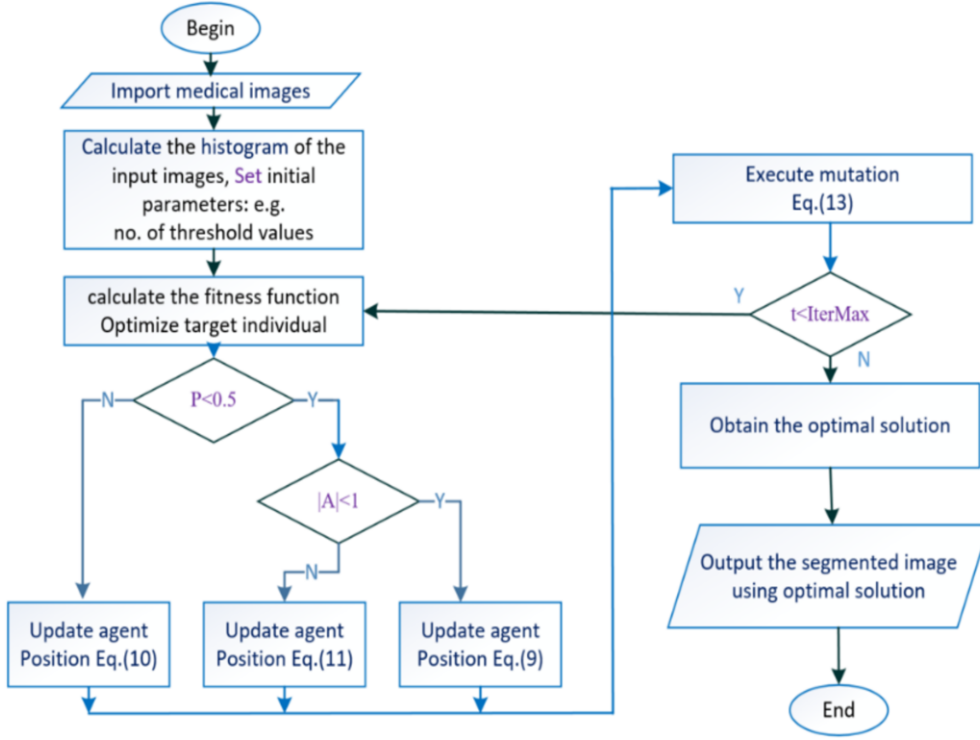 Begin
Import medical images
Calculate the histogram of the
input images, Set initial
parameters: e.g.
no. of threshold values
calculate the fitness function
Optimize target individual
P<0.5
N
Y
|A|<1
Y
N
Update agent
Position Eq.(10)
Update agent
Position Eq.(11)
Update agent
Position Eq.(9)
Execute mutation
Eq.(13)
t<IterMax
Y
N
Obtain the optimal solution
Output the segmented image
using optimal solution
End